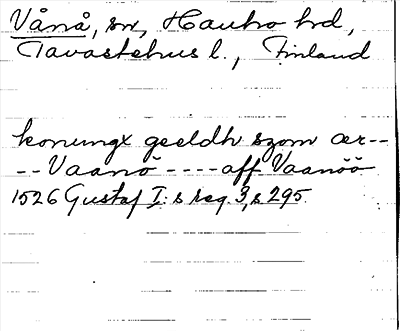 Vånå, sn, Hauho hd,
Tavastehus l., Finland
konungx geeldh szom ær--
--Vaanö----aff Vaanöö
1526 Gustaf I:s reg. 3, s 295.